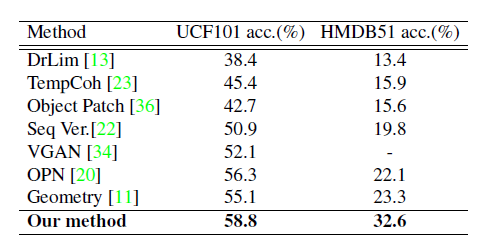 Method UCF101 acc.(%) HMDB51 acc.(%)
DrLim [13] 38.4 13.4
TempCoh [23] 45.4 15.9
Object Patch [36] 42.7 15.6
Seq Ver.[22] 50.9 19.8
VGAN [34] 52.1 -
OPN [20] 56.3 22.1
Geometry [11] 55.1 23.3
Our method 58.8 32.6